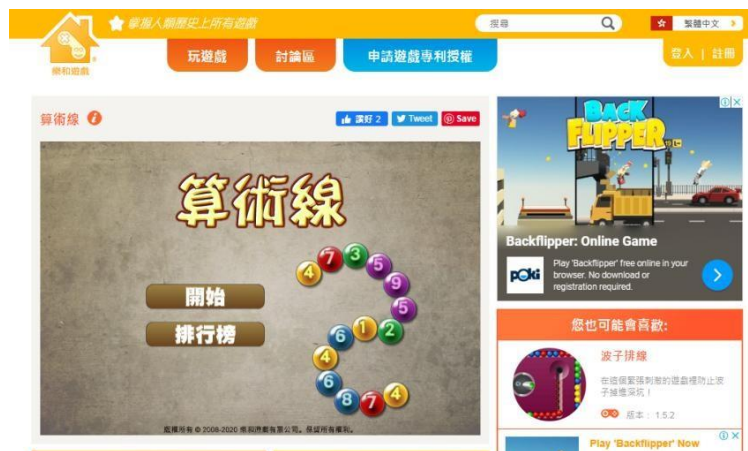 掌握人類歷史上所有遊戲
搜尋
繁體中文
樂和遊戲
玩遊戲
討論區
申請遊戲專利授權
登入 | 註冊
算術線
讚好 2
Tweet
Save
算術線
4 7 3 5 9 5 2 1 6 4 6 8 7 4
開始
排行榜
版權所有 © 2008-2020 樂和遊戲有限公司。保留所有權利。
BACK
FLIPPER
Backflipper: Online Game
poki
Play 'Backflipper' free online in your
browser. No download or
registration required.
您也可能會喜歡:
波子排線
在這個緊張刺激的遊戲裡防止波
子掉進深坑！
版本： 1.5.2
Play 'Backflipper' Now